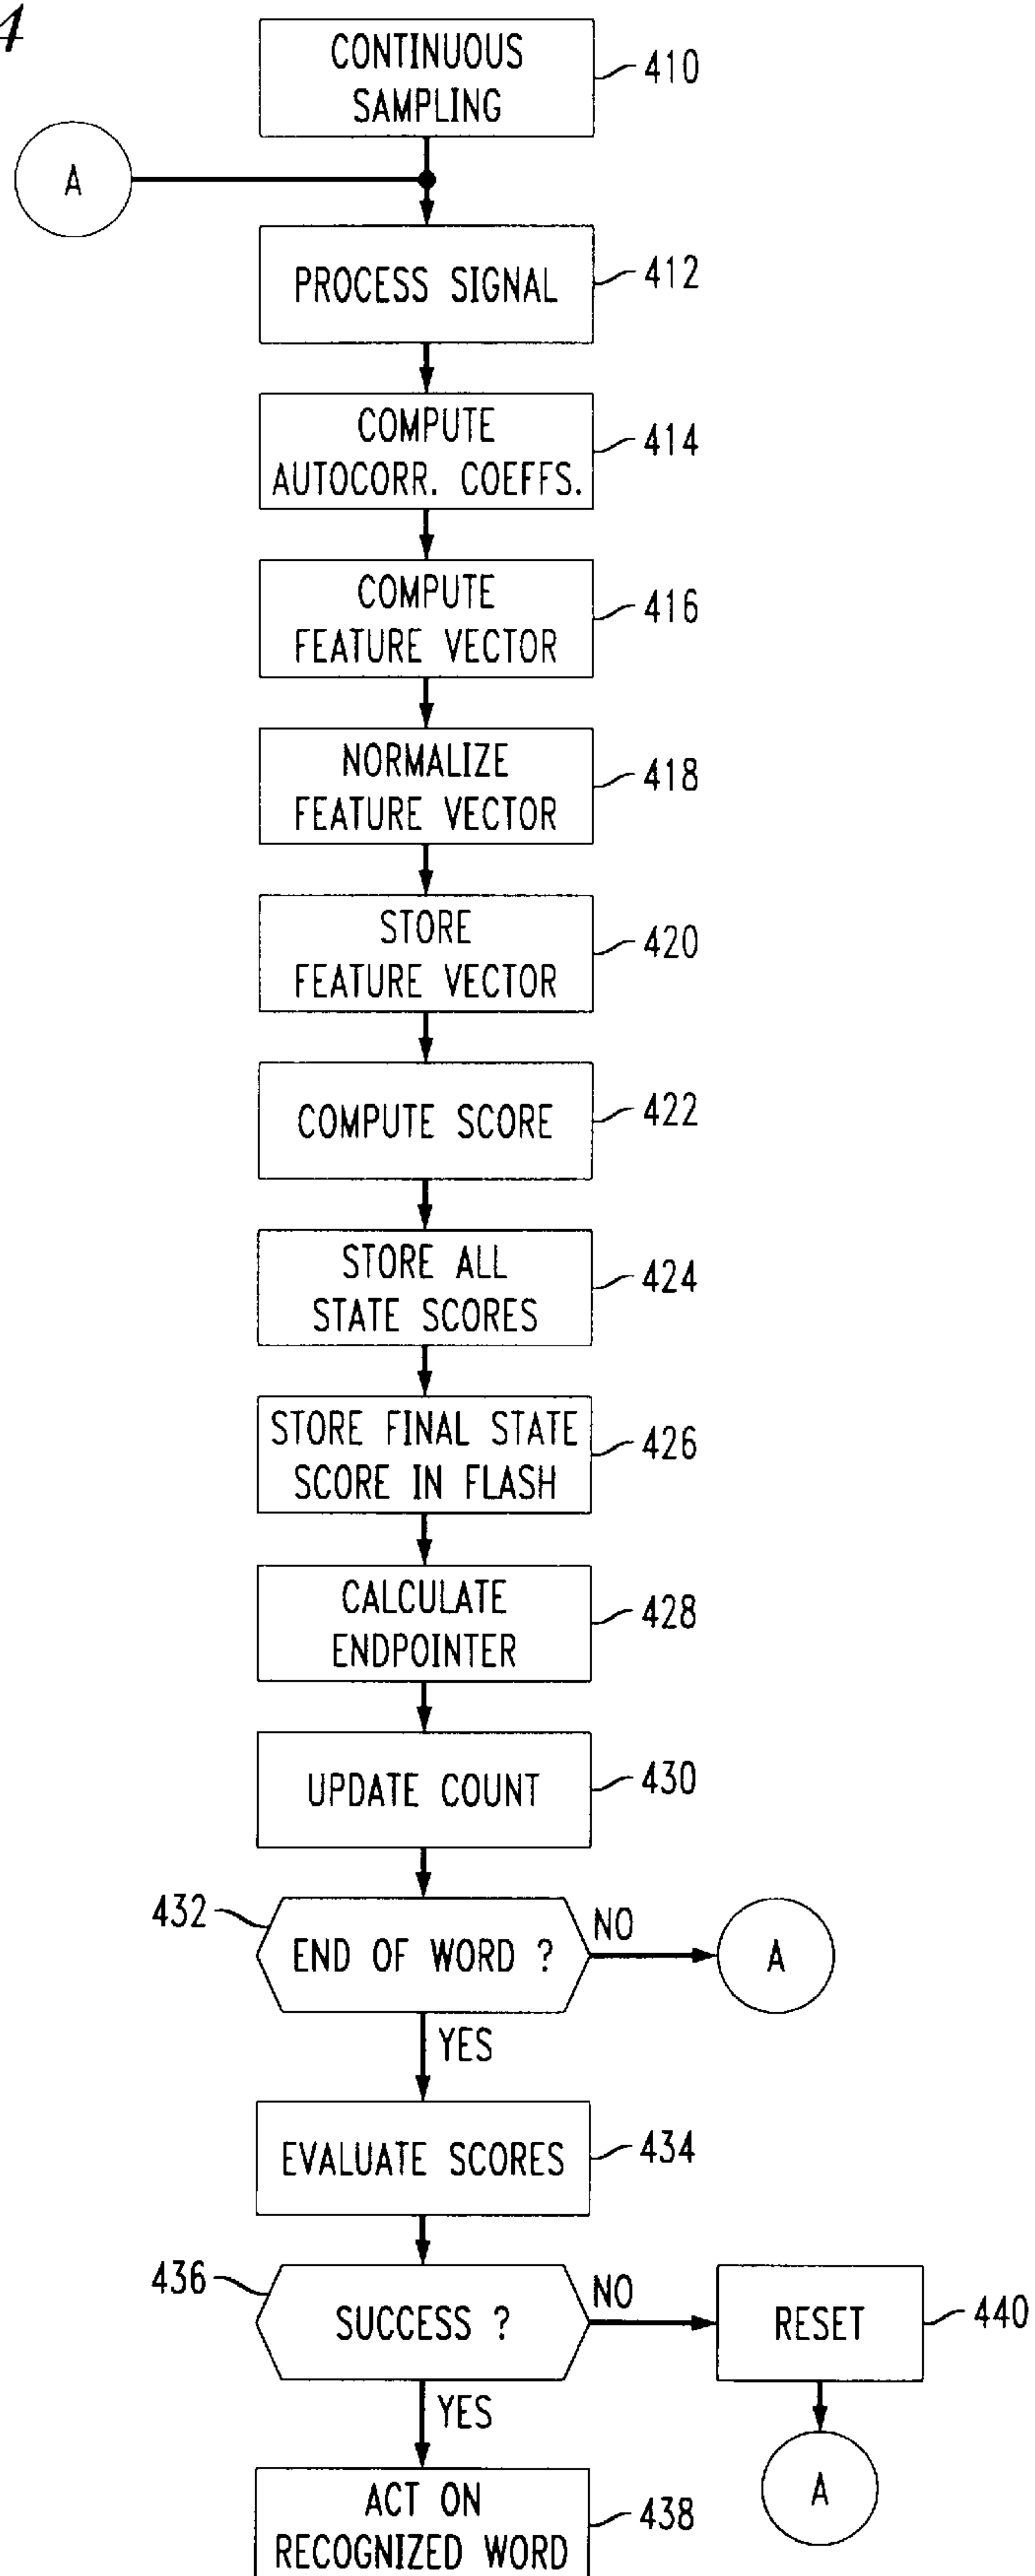 4
CONTINUOUS
SAMPLING
410
A
PROCESS SIGNAL
412
COMPUTE
AUTOCORR. COEFFS.
414
COMPUTE
FEATURE VECTOR
416
NORMALIZE
FEATURE VECTOR
418
STORE
FEATURE VECTOR
420
COMPUTE SCORE
422
STORE ALL
STATE SCORES
424
STORE FINAL STATE
SCORE IN FLASH
426
CALCULATE
ENDPOINTER
428
UPDATE COUNT
430
432
END OF WORD ?
NO
A
YES
EVALUATE SCORES
434
436
SUCCESS ?
NO
RESET
440
YES
A
ACT ON
RECOGNIZED WORD
438